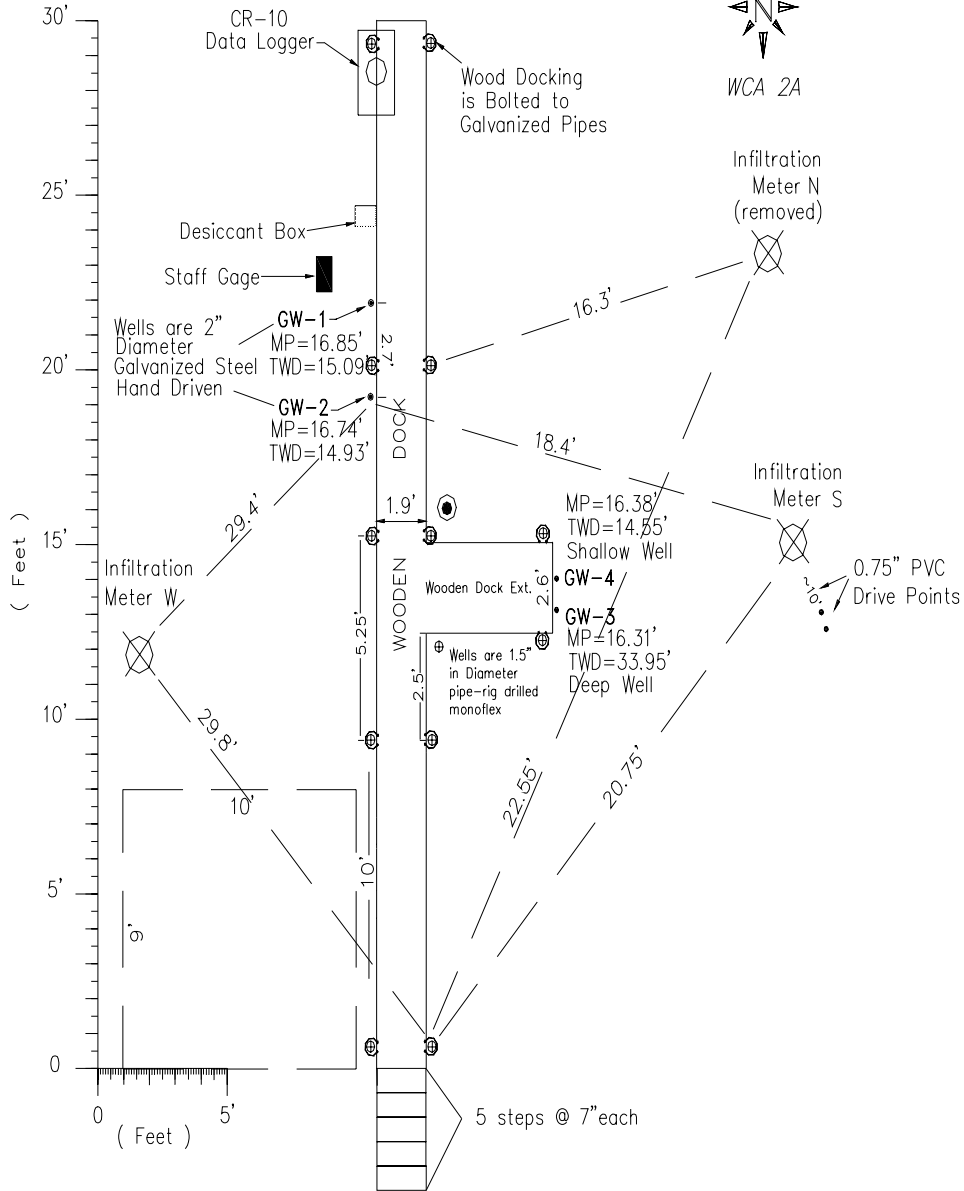 30'
CR-10
Data Logger
N
WCA 2A
Wood Docking
is Bolted to
Galvanized Pipes
25'
Infiltration
Meter N
(removed)
Desiccant Box
Staff Gage
16.3'
Wells are 2"
Diameter
Galvanized Steel
Hand Driven
GW-1
MP=16.85'
TWD=15.09'
2.7'
20'
GW-2
MP=16.74'
TWD=14.93'
WOODEN DOCK
18.4'
29.4'
1.9'
Infiltration
Meter S
MP=16.38'
TWD=14.55'
Shallow Well
15'
( Feet )
Infiltration
Meter W
5.25'
Wooden Dock Ext.
2.6'
GW-4
GW-3
MP=16.31'
TWD=33.95'
Deep Well
~10'
0.75" PVC
Drive Points
2.5'
Wells are 1.5"
in Diameter
pipe-rig drilled
monoflex
10'
29.8'
22.55'
20.75'
10'
10'
5'
9'
0
0
5'
( Feet )
5 steps @ 7"each